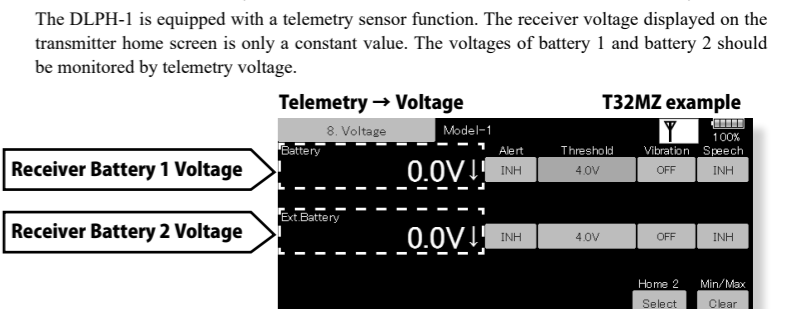 The DLPH-1 is equipped with a telemetry sensor function. The receiver voltage displayed on the
transmitter home screen is only a constant value. The voltages of battery 1 and battery 2 should
be monitored by telemetry voltage.
Telemetry → Voltage T32MZ example
8. Voltage Model-1 100%
Battery Alert Threshold Vibration Speech
Receiver Battery 1 Voltage 0.0V↓ INH 4.0V OFF INH
Ext.Battery
Receiver Battery 2 Voltage 0.0V↓ INH 4.0V OFF INH
Home 2 Min/Max
Select Clear